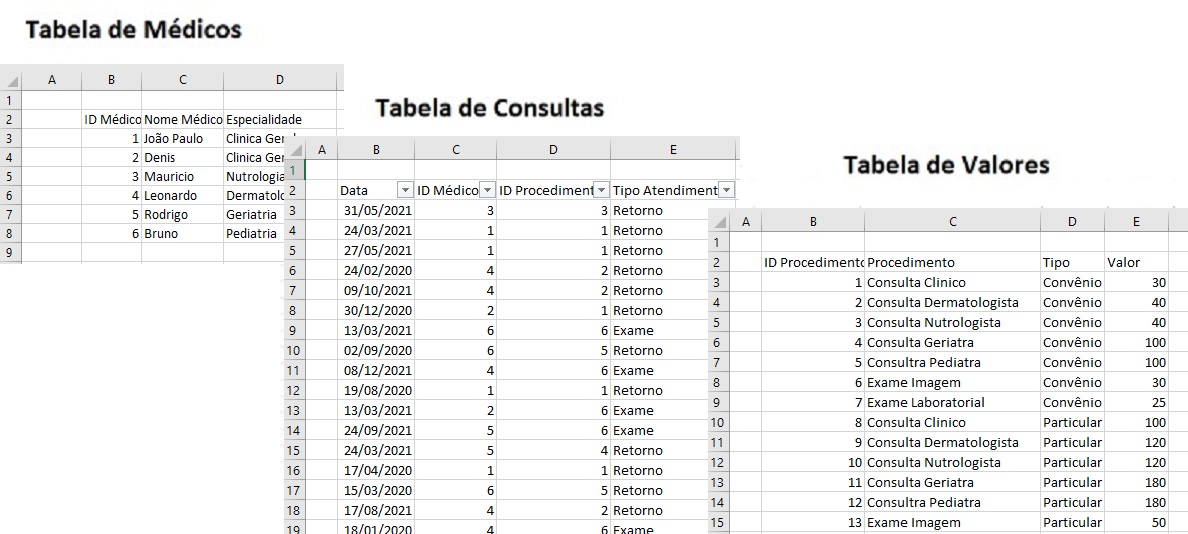 Tabela de Médicos
A B C D
1
2 ID Médico Nome Médico Especialidade
3 1 João Paulo Clinica Ger
4 2 Denis Clinica Ger
5 3 Mauricio Nutrologia
6 4 Leonardo Dermatolo
7 5 Rodrigo Geriatria
8 6 Bruno Pediatria
9
Tabela de Consultas
A B C D E
1
2 Data ID Médico ID Procediment Tipo Atendiment
3 31/05/2021 3 3 Retorno
4 24/03/2021 1 1 Retorno
5 27/05/2021 1 1 Retorno
6 24/02/2020 4 2 Retorno
7 09/10/2021 4 2 Retorno
8 30/12/2020 2 1 Retorno
9 13/03/2021 6 6 Exame
10 02/09/2020 6 5 Retorno
11 08/12/2021 4 6 Exame
12 19/08/2020 1 1 Retorno
13 13/03/2021 2 6 Exame
14 24/09/2021 5 6 Exame
15 24/03/2021 5 4 Retorno
16 17/04/2020 1 1 Retorno
17 15/03/2020 6 5 Retorno
18 17/08/2021 4 2 Retorno
19 18/01/2020 4 6 Exame
Tabela de Valores
A B C D E
1
2 ID Procedimento Procedimento Tipo Valor
3 1 Consulta Clinico Convênio 30
4 2 Consulta Dermatologista Convênio 40
5 3 Consulta Nutrologista Convênio 40
6 4 Consulta Geriatra Convênio 100
7 5 Consultra Pediatra Convênio 100
8 6 Exame Imagem Convênio 30
9 7 Exame Laboratorial Convênio 25
10 8 Consulta Clinico Particular 100
11 9 Consulta Dermatologista Particular 120
12 10 Consulta Nutrologista Particular 120
13 11 Consulta Geriatra Particular 180
14 12 Consultra Pediatra Particular 180
15 13 Exame Imagem Particular 50